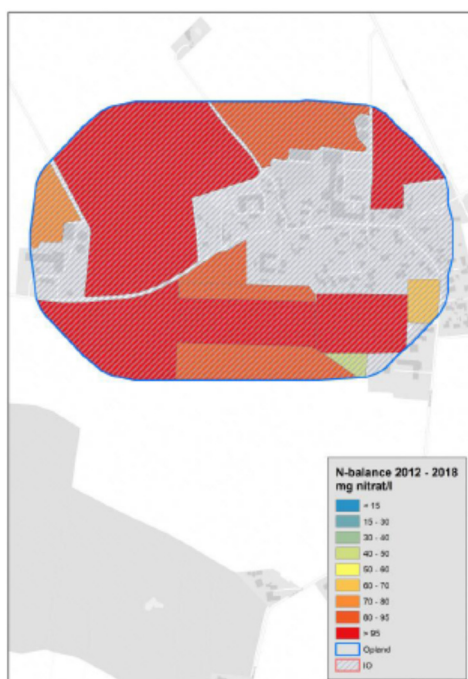 N-balance 2012 - 2018
mg nitrat/l
< 15
15 - 30
30 - 40
40 - 50
50 - 60
60 - 70
70 - 80
80 - 95
> 95
Opland
IO